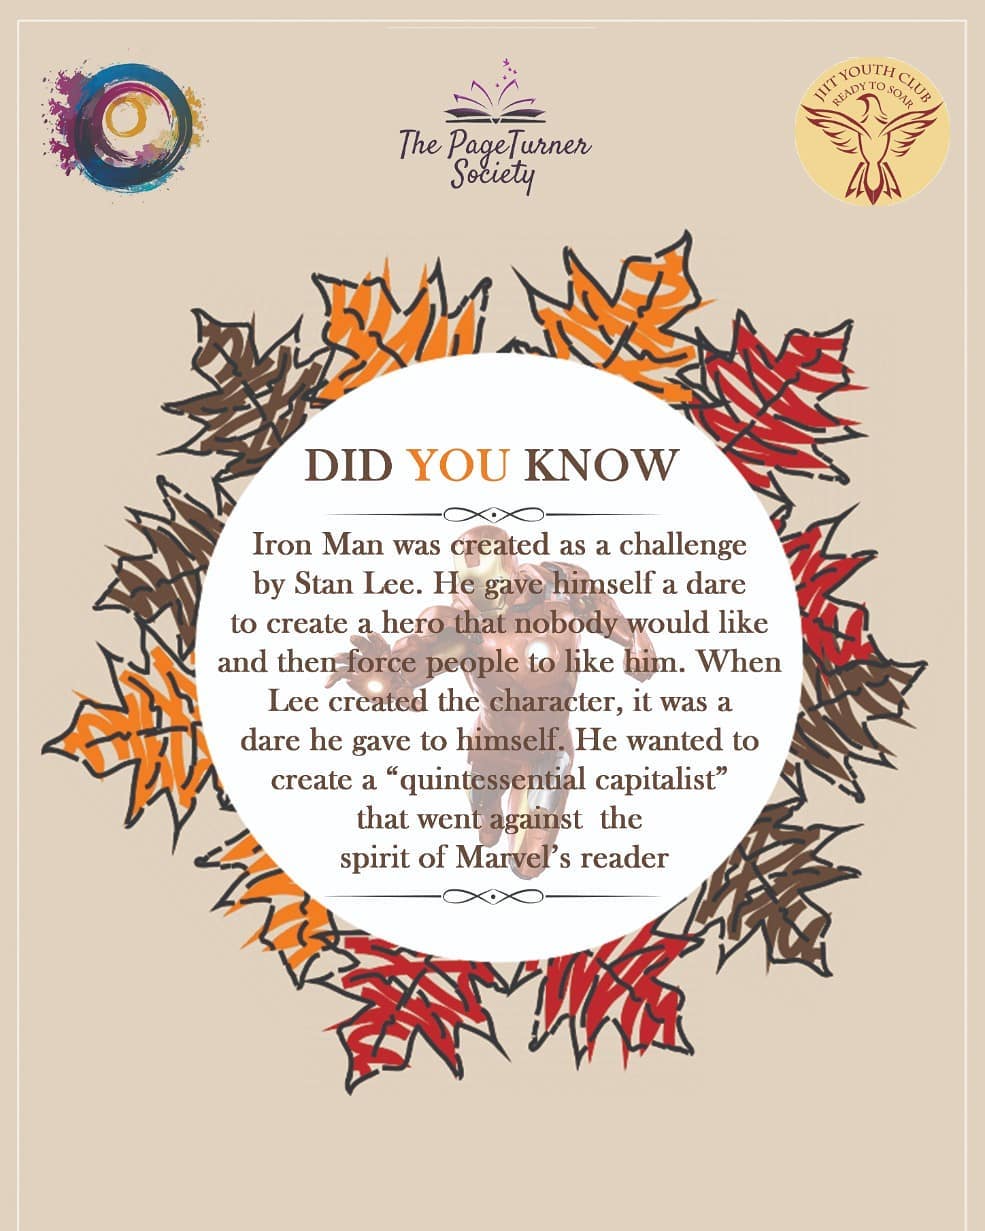 The PageTurner
Society
JIIT YOUTH CLUB
READY TO SOAR
DID YOU KNOW
Iron Man was created as a challenge
by Stan Lee. He gave himself a dare
to create a hero that nobody would like
and then force people to like him. When
Lee created the character, it was a
dare he gave to himself. He wanted to
create a “quintessential capitalist”
that went against  the
spirit of Marvel’s reader